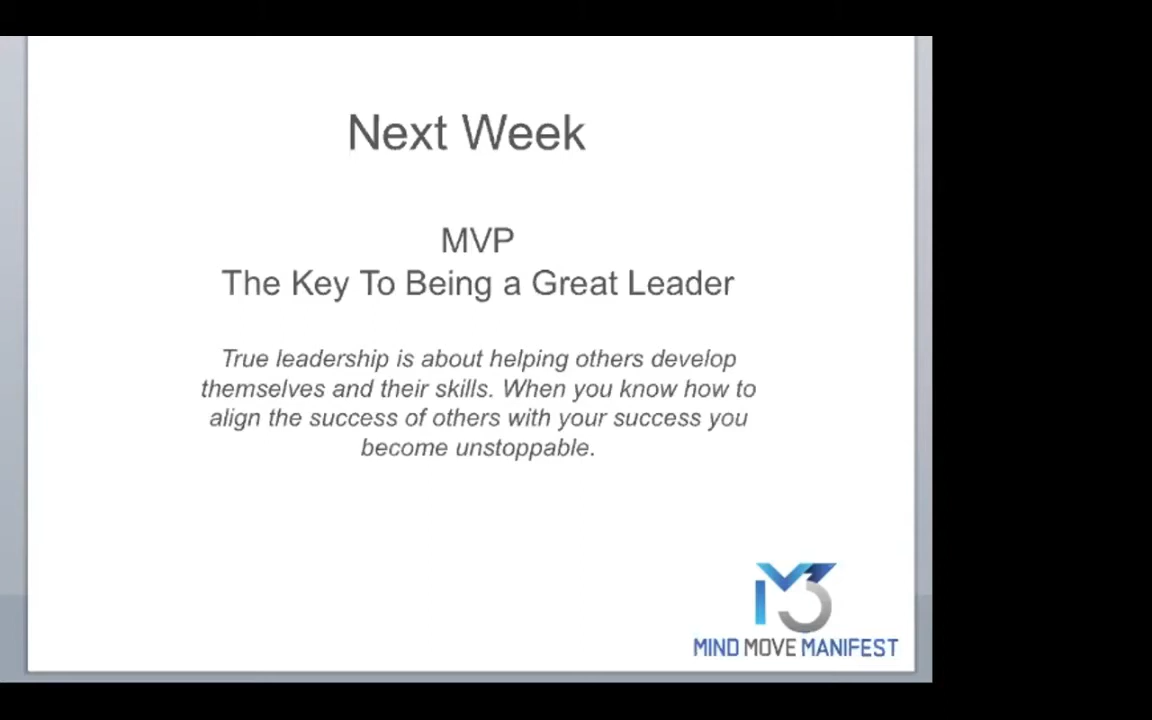 Next Week
MVP
The Key To Being a Great Leader
True leadership is about helping others develop
themselves and their skills. When you know how to
align the success of others with your success you
become unstoppable.
M3
MIND MOVE MANIFEST